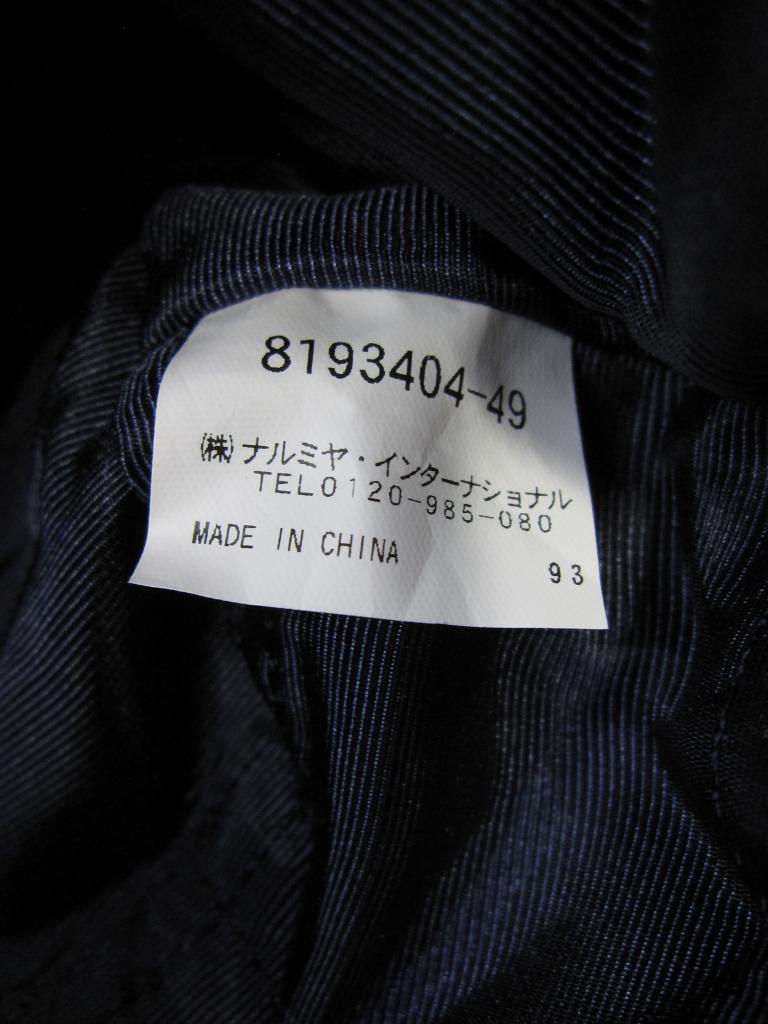 8193404-49
㈱ナルミヤ・インターナショナル
TEL0120-985-080
MADE IN CHINA
93